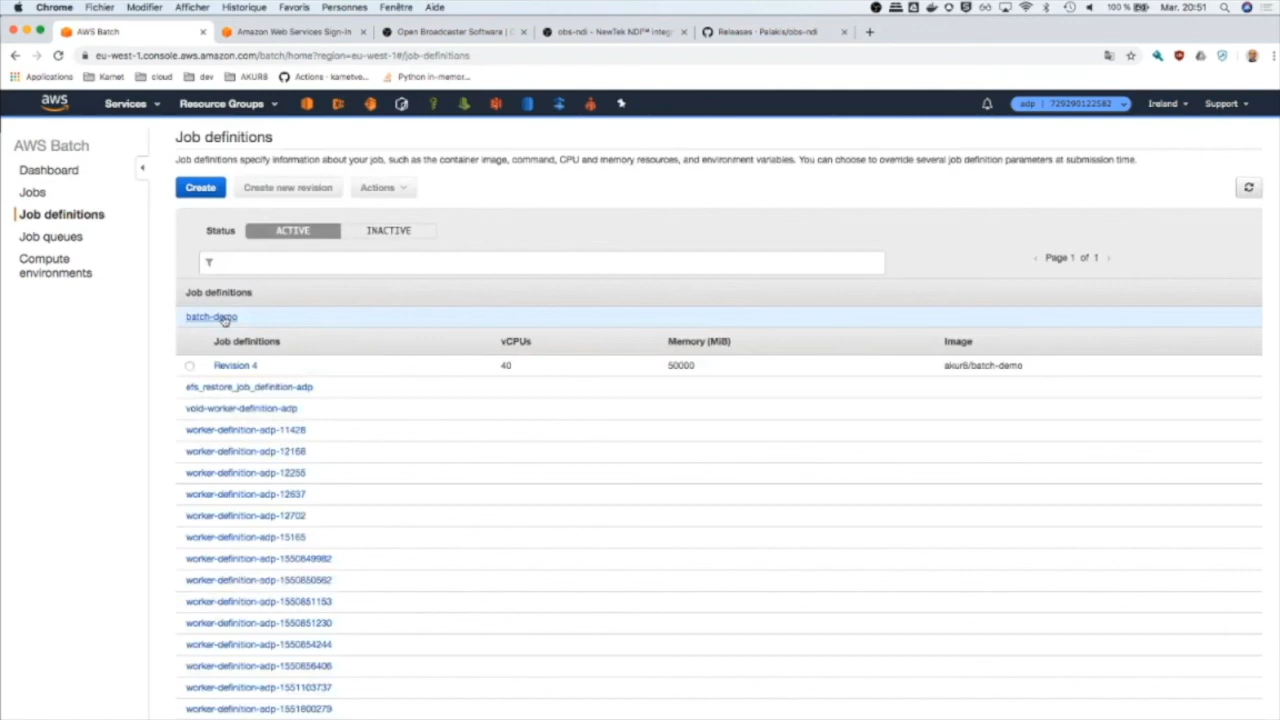 Chrome Fichier Modifier Afficher Historique Favoris Personnes Fenêtre Aide 100 % Mar. 20:51
AWS Batch Amazon Web Services Sign-In Open Broadcaster Software | obs-ndi - NewTek NDI™ integ Releases · Palakis/obs-ndi
eu-west-1.console.aws.amazon.com/batch/home?region=eu-west-1#/job-definitions
Applications Kamet cloud dev AKUR8 Actions · kametve... Python in-memor...
aws Services Resource Groups adp | 729290122582 Ireland Support
AWS Batch
Dashboard
Jobs
Job definitions
Job queues
Compute
environments
Job definitions
Job definitions specify information about your job, such as the container image, command, CPU and memory resources, and environment variables. You can choose to override several job definition parameters at submission time.
Create Create new revision Actions
Status ACTIVE INACTIVE
Page 1 of 1
Job definitions
batch-demo
Job definitions vCPUs Memory (MiB) Image
Revision 4 40 50000 akur8/batch-demo
efs_restore_job_definition-adp
void-worker-definition-adp
worker-definition-adp-11428
worker-definition-adp-12168
worker-definition-adp-12255
worker-definition-adp-12637
worker-definition-adp-12702
worker-definition-adp-15165
worker-definition-adp-1550849982
worker-definition-adp-1550850562
worker-definition-adp-1550851153
worker-definition-adp-1550851230
worker-definition-adp-1550854244
worker-definition-adp-1550856406
worker-definition-adp-1551103737
worker-definition-adp-1551800279